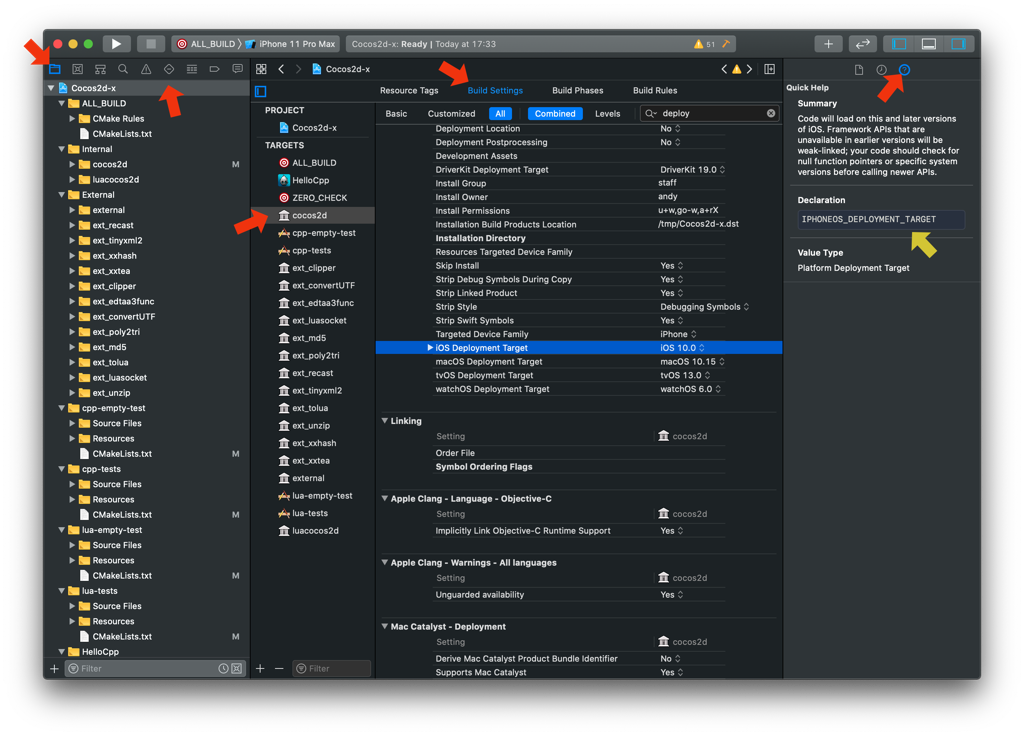 ALL_BUILD iPhone 11 Pro Max
Cocos2d-x: Ready | Today at 17:33
51
Cocos2d-x
Cocos2d-x
ALL_BUILD
CMake Rules
CMakeLists.txt
Internal
cocos2d M
luacocos2d
External
external
ext_recast
ext_tinyxml2
ext_xxhash
ext_xxtea
ext_clipper
ext_edtaa3func
ext_convertUTF
ext_poly2tri
ext_md5
ext_tolua
ext_luasocket
ext_unzip
cpp-empty-test
Source Files
Resources
CMakeLists.txt M
cpp-tests
Source Files
Resources
CMakeLists.txt M
lua-empty-test
Source Files
Resources
CMakeLists.txt M
lua-tests
Source Files
Resources
CMakeLists.txt M
HelloCpp
Filter
PROJECT
Cocos2d-x
TARGETS
ALL_BUILD
HelloCpp
ZERO_CHECK
cocos2d
cpp-empty-test
cpp-tests
ext_clipper
ext_convertUTF
ext_edtaa3func
ext_luasocket
ext_md5
ext_poly2tri
ext_recast
ext_tinyxml2
ext_tolua
ext_unzip
ext_xxhash
ext_xxtea
external
lua-empty-test
lua-tests
luacocos2d
Filter
Resource Tags Build Settings Build Phases Build Rules
Basic Customized All Combined Levels deploy
Deployment Location No
Deployment Postprocessing No
Development Assets
DriverKit Deployment Target DriverKit 19.0
Install Group staff
Install Owner andy
Install Permissions u+w,go-w,a+rX
Installation Build Products Location /tmp/Cocos2d-x.dst
Installation Directory
Resources Targeted Device Family
Skip Install Yes
Strip Debug Symbols During Copy Yes
Strip Linked Product Yes
Strip Style Debugging Symbols
Strip Swift Symbols Yes
Targeted Device Family iPhone
iOS Deployment Target iOS 10.0
macOS Deployment Target macOS 10.15
tvOS Deployment Target tvOS 13.0
watchOS Deployment Target watchOS 6.0
Linking
Setting cocos2d
Order File
Symbol Ordering Flags
Apple Clang - Language - Objective-C
Setting cocos2d
Implicitly Link Objective-C Runtime Support Yes
Apple Clang - Warnings - All languages
Setting cocos2d
Unguarded availability Yes
Mac Catalyst - Deployment
Setting cocos2d
Derive Mac Catalyst Product Bundle Identifier No
Supports Mac Catalyst Yes
Quick Help
Summary
Code will load on this and later versions
of iOS. Framework APIs that are
unavailable in earlier versions will be
weak-linked; your code should check for
null function pointers or specific system
versions before calling newer APIs.
Declaration
IPHONEOS_DEPLOYMENT_TARGET
Value Type
Platform Deployment Target